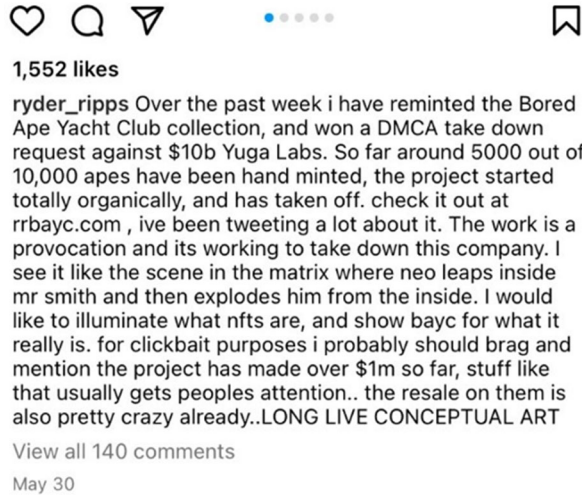 1,552 likes
ryder_ripps Over the past week i have reminted the Bored
Ape Yacht Club collection, and won a DMCA take down
request against $10b Yuga Labs. So far around 5000 out of
10,000 apes have been hand minted, the project started
totally organically, and has taken off. check it out at
rrbayc.com , ive been tweeting a lot about it. The work is a
provocation and its working to take down this company. I
see it like the scene in the matrix where neo leaps inside
mr smith and then explodes him from the inside. I would
like to illuminate what nfts are, and show bayc for what it
really is. for clickbait purposes i probably should brag and
mention the project has made over $1m so far, stuff like
that usually gets peoples attention.. the resale on them is
also pretty crazy already..LONG LIVE CONCEPTUAL ART
View all 140 comments
May 30